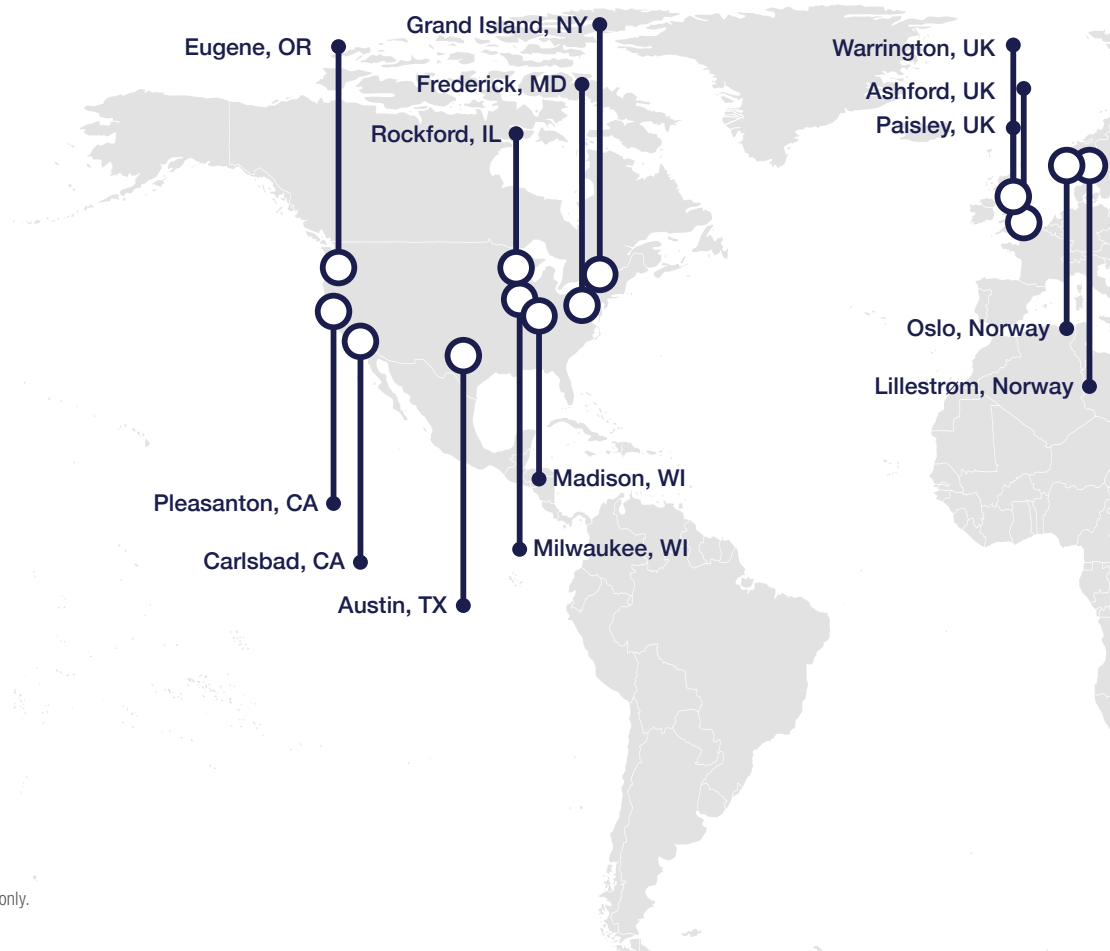 Grand Island, NY
Eugene, OR
Warrington, UK
Frederick, MD
Ashford, UK
Rockford, IL
Paisley, UK
Oslo, Norway
Lillestrøm, Norway
Madison, WI
Pleasanton, CA
Milwaukee, WI
Carlsbad, CA
Austin, TX
only.